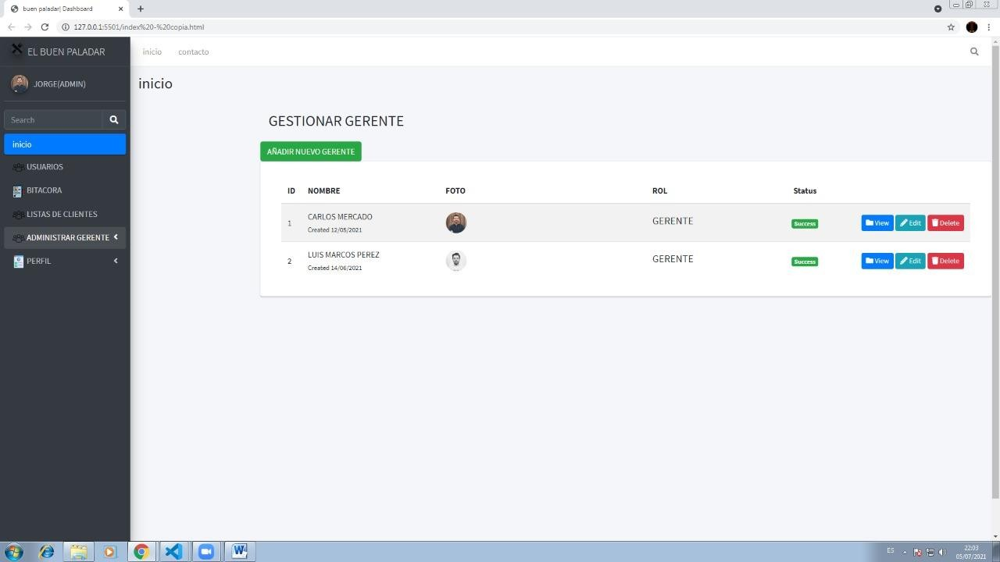 buen paladar| Dashboard
127.0.0.1:5501/index%20-%20copia.html
EL BUEN PALADAR
inicio contacto
JORGE(ADMIN)
inicio
Search
GESTIONAR GERENTE
inicio
AÑADIR NUEVO GERENTE
USUARIOS
BITACORA
LISTAS DE CLIENTES
ADMINISTRAR GERENTE
PERFIL
ID NOMBRE FOTO ROL Status
1 CARLOS MERCADO GERENTE Success View Edit Delete
Created 12/05/2021
2 LUIS MARCOS PEREZ GERENTE Success View Edit Delete
Created 14/06/2021
ES
22:03
05/07/2021